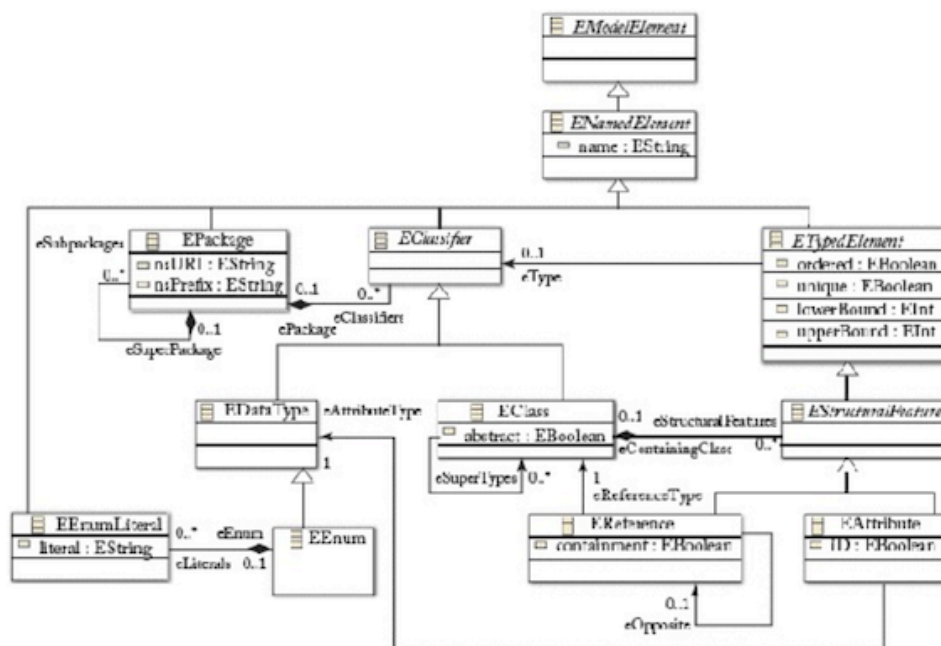 EModelElement
ENamedElement
name : EString
eSubpackages
EPackage
nsURI : EString
nsPrefix : EString
0..*
0..1
eSuperPackage
EClassifier
0..1
eType
0..1
0..*
eClassifiers
ePackage
ETypedElement
ordered : EBoolean
unique : EBoolean
lowerBound : EInt
upperBound : EInt
EDataType
eAttributeType
1
EClass
abstract : EBoolean
0..1
eStructuralFeatures
eContainingClass
0..*
EStructuralFeature
eSuperTypes
0..*
1
eReferenceType
EEnumLiteral
literal : EString
0..*
eEnum
eLiterals
0..1
EEnum
EReference
containment : EBoolean
0..1
eOpposite
EAttribute
ID : EBoolean